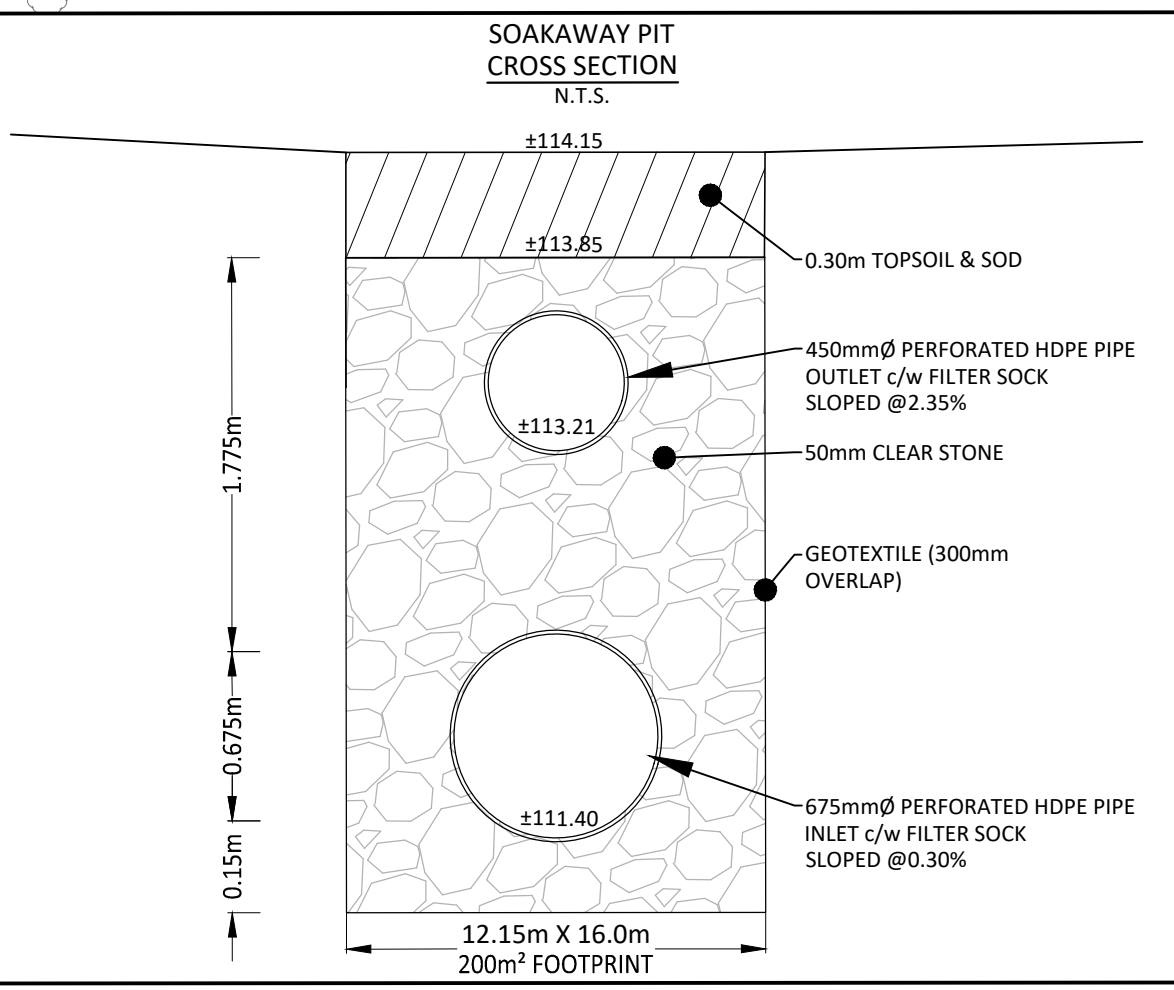 SOAKAWAY PIT
CROSS SECTION
N.T.S.
±114.15
±113.85
0.30m TOPSOIL & SOD
450mmØ PERFORATED HDPE PIPE
OUTLET c/w FILTER SOCK
SLOPED @2.35%
±113.21
50mm CLEAR STONE
1.775m
GEOTEXTILE (300mm
OVERLAP)
0.675m
±111.40
675mmØ PERFORATED HDPE PIPE
INLET c/w FILTER SOCK
SLOPED @0.30%
0.15m
12.15m X 16.0m
200m² FOOTPRINT